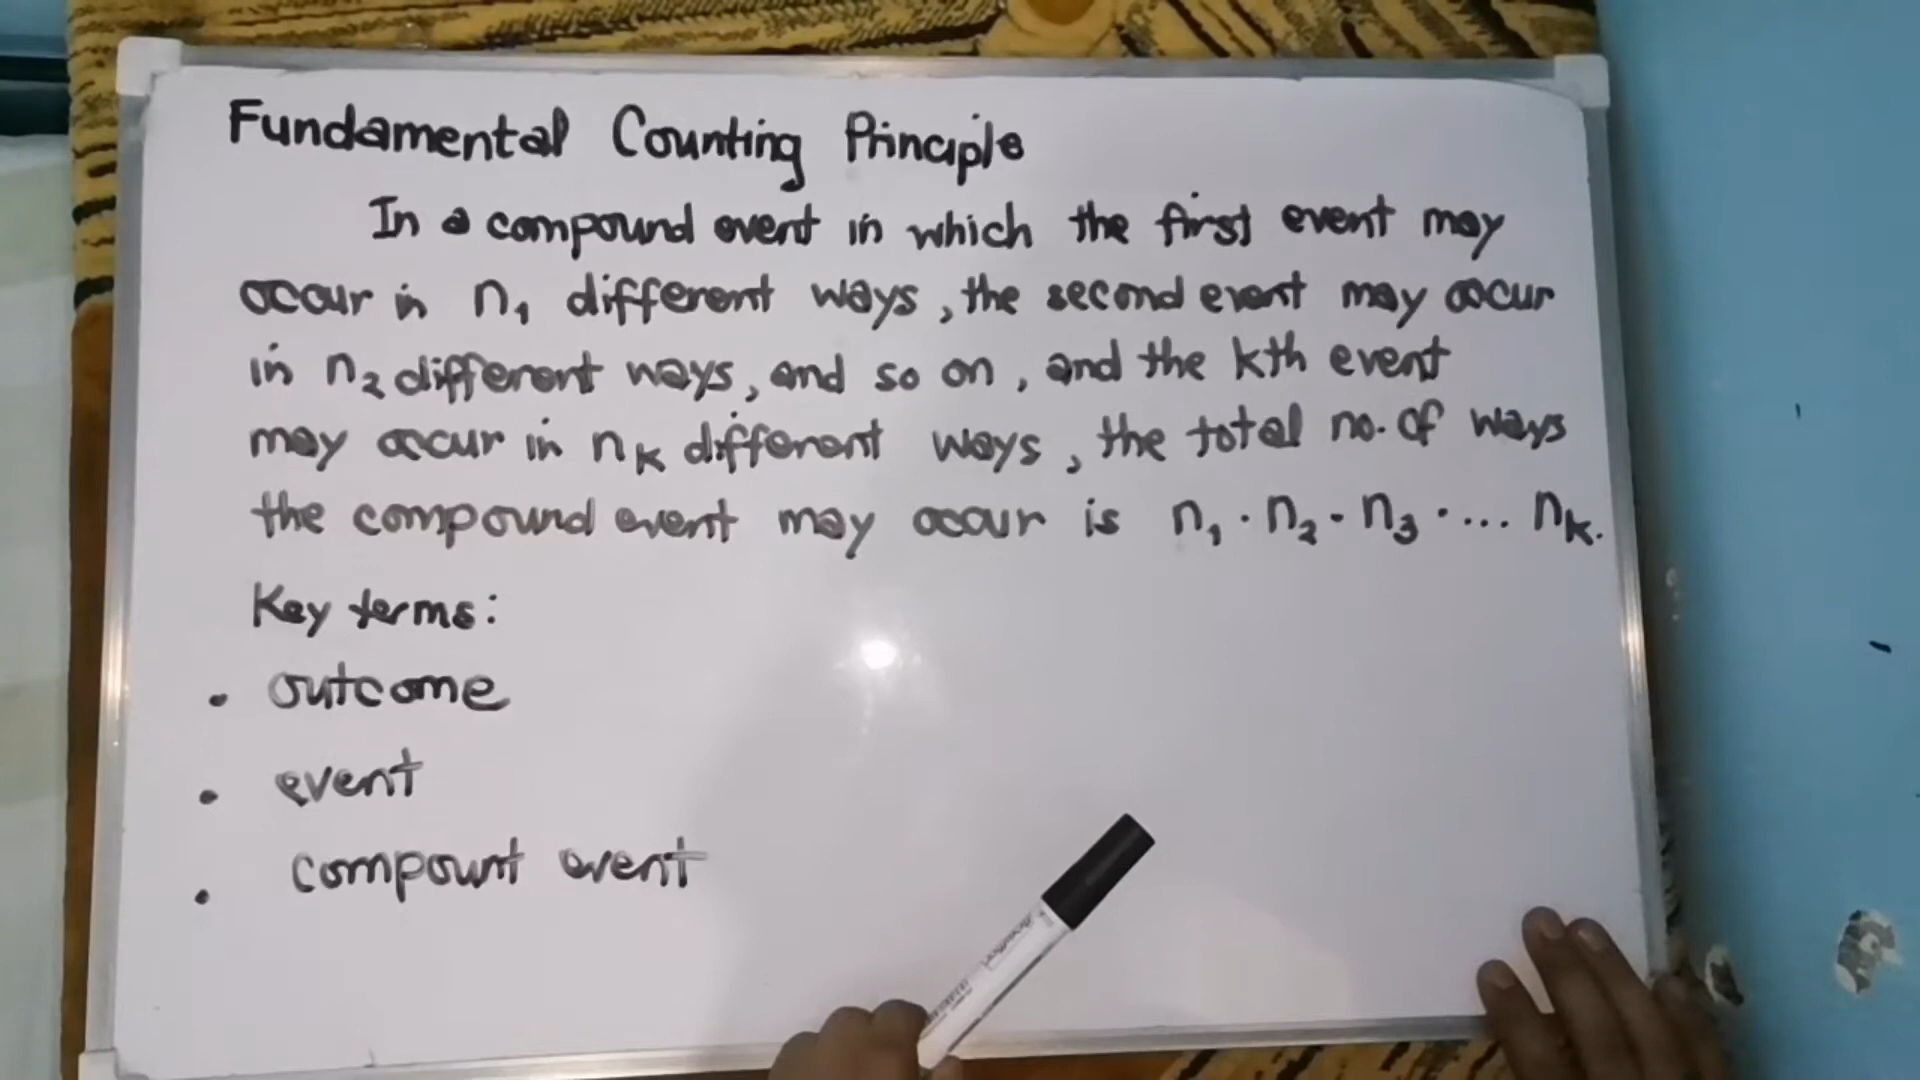 Fundamental Counting Principle
In a compound event in which the first event may
occur in n₁ different ways, the second event may occur
in n₂ different ways, and so on, and the kth event
may occur in nₖ different ways, the total no. of ways
the compound event may occur is n₁ · n₂ · n₃ · ... nₖ.
Key terms:
• outcome
• event
• compount event